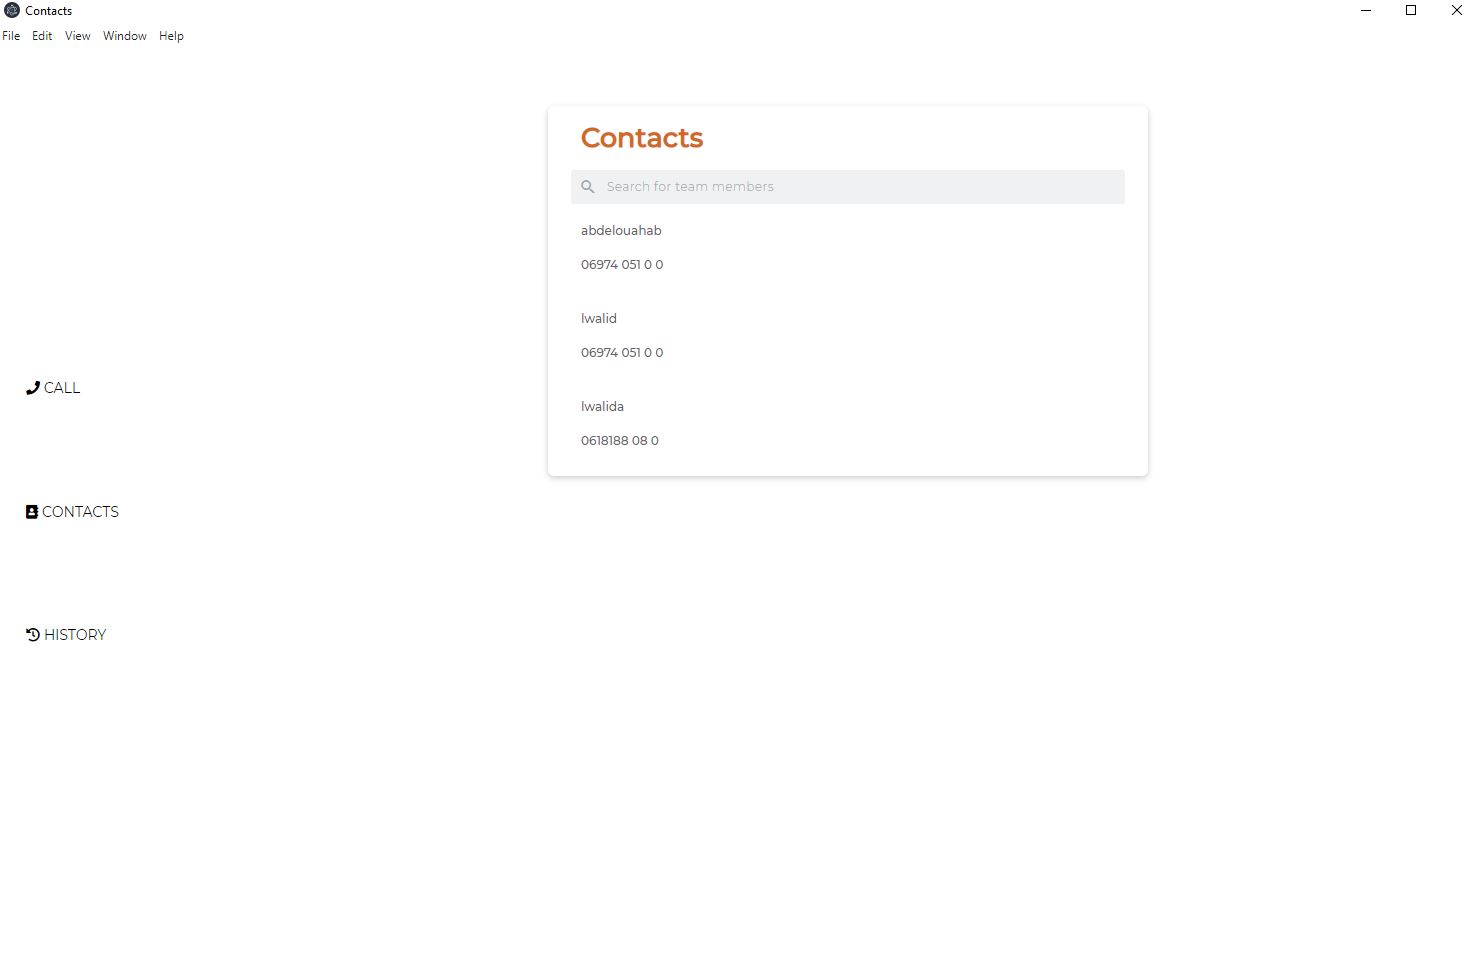 Contacts
File Edit View Window Help
Contacts
Search for team members
abdelouahab
06974 051 0 0
lwalid
06974 051 0 0
lwalida
0618188 08 0
CALL
CONTACTS
HISTORY